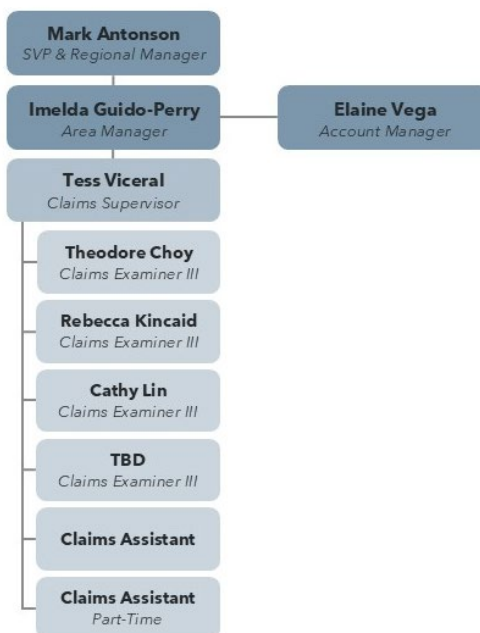 Mark Antonson
SVP & Regional Manager
Imelda Guido-Perry
Area Manager
Elaine Vega
Account Manager
Tess Viceral
Claims Supervisor
Theodore Choy
Claims Examiner III
Rebecca Kincaid
Claims Examiner III
Cathy Lin
Claims Examiner III
TBD
Claims Examiner III
Claims Assistant
Claims Assistant
Part-Time